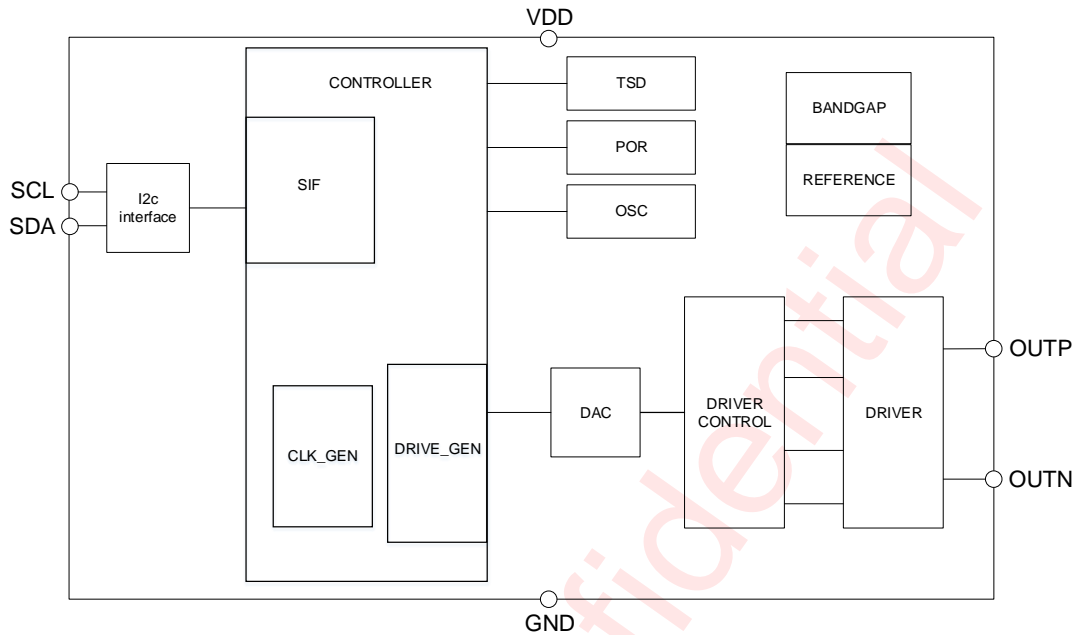 VDD
CONTROLLER
TSD
BANDGAP
POR
REFERENCE
SIF
OSC
SCL
SDA
I2c
interface
OUTP
DAC
DRIVER
CONTROL
DRIVER
DRIVE_GEN
CLK_GEN
OUTN
GND
fidential